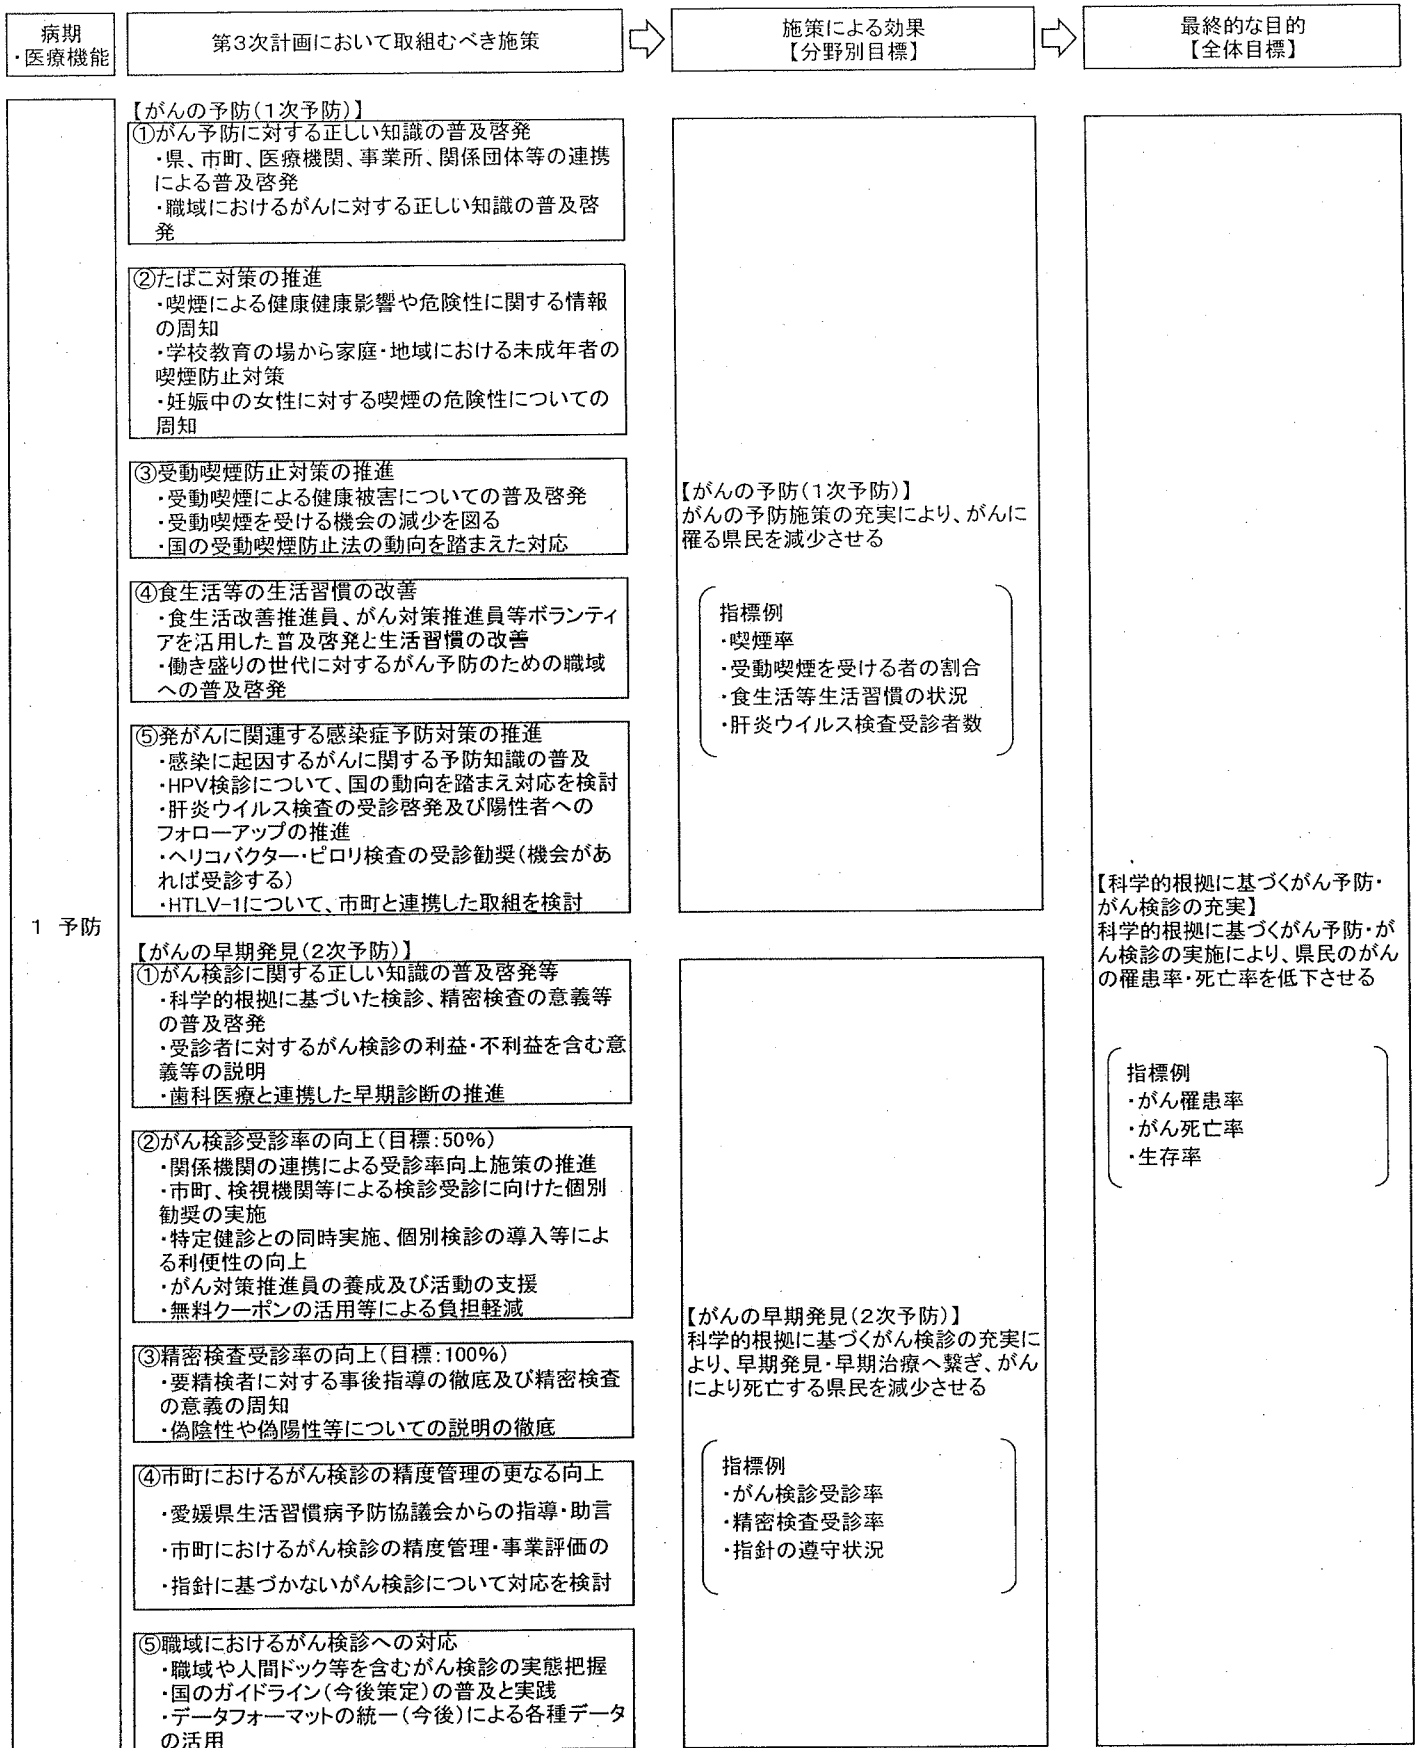 病期
・医療機能
第3次計画において取組むべき施策
施策による効果
【分野別目標】
最終的な目的
【全体目標】
1 予防
【がんの予防(1次予防)】
①がん予防に対する正しい知識の普及啓発
・県、市町、医療機関、事業所、関係団体等の連携
による普及啓発
・職域におけるがんに対する正しい知識の普及啓
発
②たばこ対策の推進
・喫煙による健康健康影響や危険性に関する情報
の周知
・学校教育の場から家庭・地域における未成年者の
喫煙防止対策
・妊娠中の女性に対する喫煙の危険性についての
周知
③受動喫煙防止対策の推進
・受動喫煙による健康被害についての普及啓発
・受動喫煙を受ける機会の減少を図る
・国の受動喫煙防止法の動向を踏まえた対応
④食生活等の生活習慣の改善
・食生活改善推進員、がん対策推進員等ボランティ
アを活用した普及啓発と生活習慣の改善
・働き盛りの世代に対するがん予防のための職域
への普及啓発
⑤発がんに関連する感染症予防対策の推進
・感染に起因するがんに関する予防知識の普及
・HPV検診について、国の動向を踏まえ対応を検討
・肝炎ウイルス検査の受診啓発及び陽性者への
フォローアップの推進
・ヘリコバクター・ピロリ検査の受診勧奨(機会があ
れば受診する)
・HTLV-1について、市町と連携した取組を検討
【がんの早期発見(2次予防)】
①がん検診に関する正しい知識の普及啓発等
・科学的根拠に基づいた検診、精密検査の意義等
の普及啓発
・受診者に対するがん検診の利益・不利益を含む意
義等の説明
・歯科医療と連携した早期診断の推進
②がん検診受診率の向上(目標:50%)
・関係機関の連携による受診率向上施策の推進
・市町、検視機関等による検診受診に向けた個別
勧奨の実施
・特定健診との同時実施、個別検診の導入等によ
る利便性の向上
・がん対策推進員の養成及び活動の支援
・無料クーポンの活用等による負担軽減
③精密検査受診率の向上(目標:100%)
・要精検者に対する事後指導の徹底及び精密検査
の意義の周知
・偽陰性や偽陽性等についての説明の徹底
④市町におけるがん検診の精度管理の更なる向上
・愛媛県生活習慣病予防協議会からの指導・助言
・市町におけるがん検診の精度管理・事業評価の
・指針に基づかないがん検診について対応を検討
⑤職域におけるがん検診への対応
・職域や人間ドック等を含むがん検診の実態把握
・国のガイドライン(今後策定)の普及と実践
・データフォーマットの統一(今後)による各種データ
の活用
【がんの予防(1次予防)】
がんの予防施策の充実により、がんに
罹る県民を減少させる
指標例
・喫煙率
・受動喫煙を受ける者の割合
・食生活等生活習慣の状況
・肝炎ウイルス検査受診者数
【がんの早期発見(2次予防)】
科学的根拠に基づくがん検診の充実に
より、早期発見・早期治療へ繋ぎ、がん
により死亡する県民を減少させる
指標例
・がん検診受診率
・精密検査受診率
・指針の遵守状況
【科学的根拠に基づくがん予防・
がん検診の充実】
科学的根拠に基づくがん予防・が
ん検診の実施により、県民のがん
の罹患率・死亡率を低下させる
指標例
・がん罹患率
・がん死亡率
・生存率